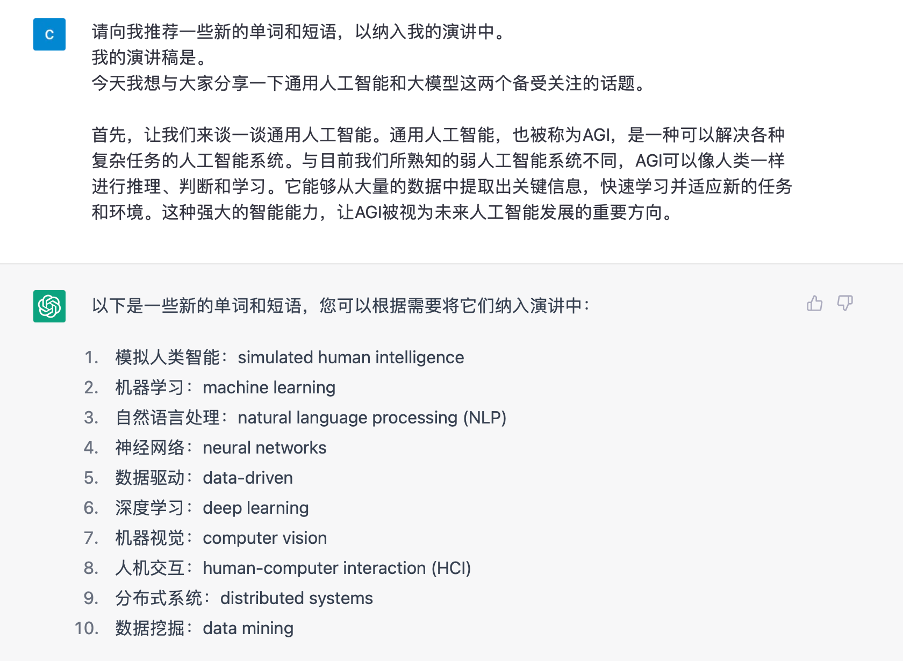 C
请向我推荐一些新的单词和短语，以纳入我的演讲中。
我的演讲稿是。
今天我想与大家分享一下通用人工智能和大模型这两个备受关注的话题。
首先，让我们来谈一谈通用人工智能。通用人工智能，也被称为AGI，是一种可以解决各种
复杂任务的人工智能系统。与目前我们所熟知的弱人工智能系统不同，AGI可以像人类一样
进行推理、判断和学习。它能够从大量的数据中提取出关键信息，快速学习并适应新的任务
和环境。这种强大的智能能力，让AGI被视为未来人工智能发展的重要方向。
以下是一些新的单词和短语，您可以根据需要将它们纳入演讲中：
1. 模拟人类智能：simulated human intelligence
2. 机器学习：machine learning
3. 自然语言处理：natural language processing (NLP)
4. 神经网络：neural networks
5. 数据驱动：data-driven
6. 深度学习：deep learning
7. 机器视觉：computer vision
8. 人机交互：human-computer interaction (HCI)
9. 分布式系统：distributed systems
10. 数据挖掘：data mining